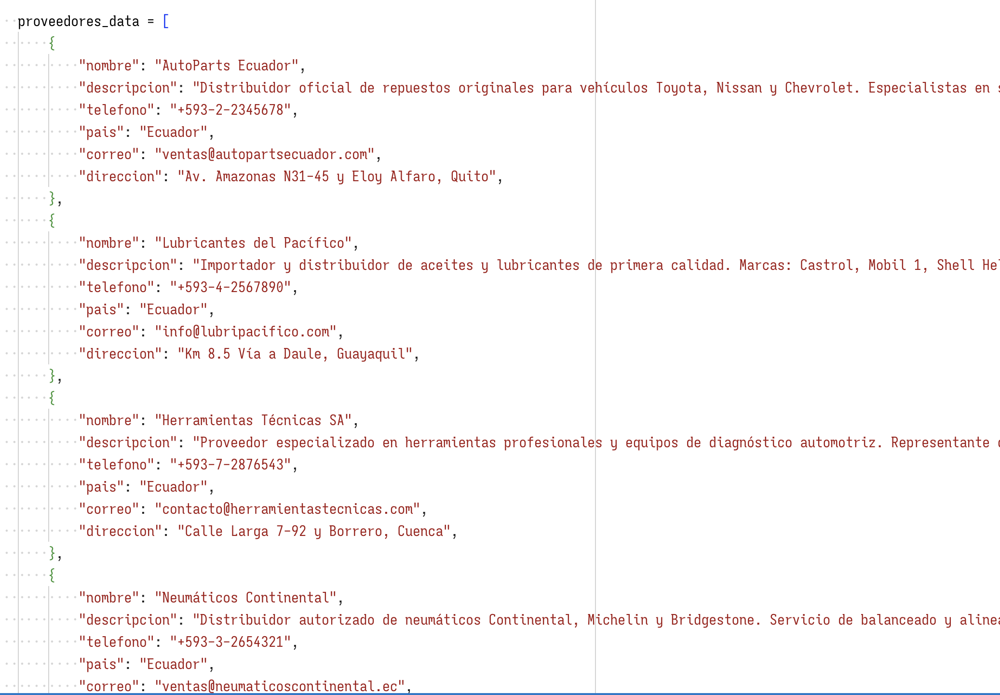 proveedores_data = [
{
"nombre": "AutoParts Ecuador",
"descripcion": "Distribuidor oficial de repuestos originales para vehículos Toyota, Nissan y Chevrolet. Especialistas en
"telefono": "+593-2-2345678",
"pais": "Ecuador",
"correo": "ventas@autopartsecuador.com",
"direccion": "Av. Amazonas N31-45 y Eloy Alfaro, Quito",
},
{
"nombre": "Lubricantes del Pacífico",
"descripcion": "Importador y distribuidor de aceites y lubricantes de primera calidad. Marcas: Castrol, Mobil 1, Shell
"telefono": "+593-4-2567890",
"pais": "Ecuador",
"correo": "info@lubripacifico.com",
"direccion": "Km 8.5 Vía a Daule, Guayaquil",
},
{
"nombre": "Herramientas Técnicas SA",
"descripcion": "Proveedor especializado en herramientas profesionales y equipos de diagnóstico automotriz. Representante
"telefono": "+593-7-2876543",
"pais": "Ecuador",
"correo": "contacto@herramientastecnicas.com",
"direccion": "Calle Larga 7-92 y Borrero, Cuenca",
},
{
"nombre": "Neumáticos Continental",
"descripcion": "Distribuidor autorizado de neumáticos Continental, Michelin y Bridgestone. Servicio de balanceado y
"telefono": "+593-3-2654321",
"pais": "Ecuador",
"correo": "ventas@neumaticoscontinental.ec",